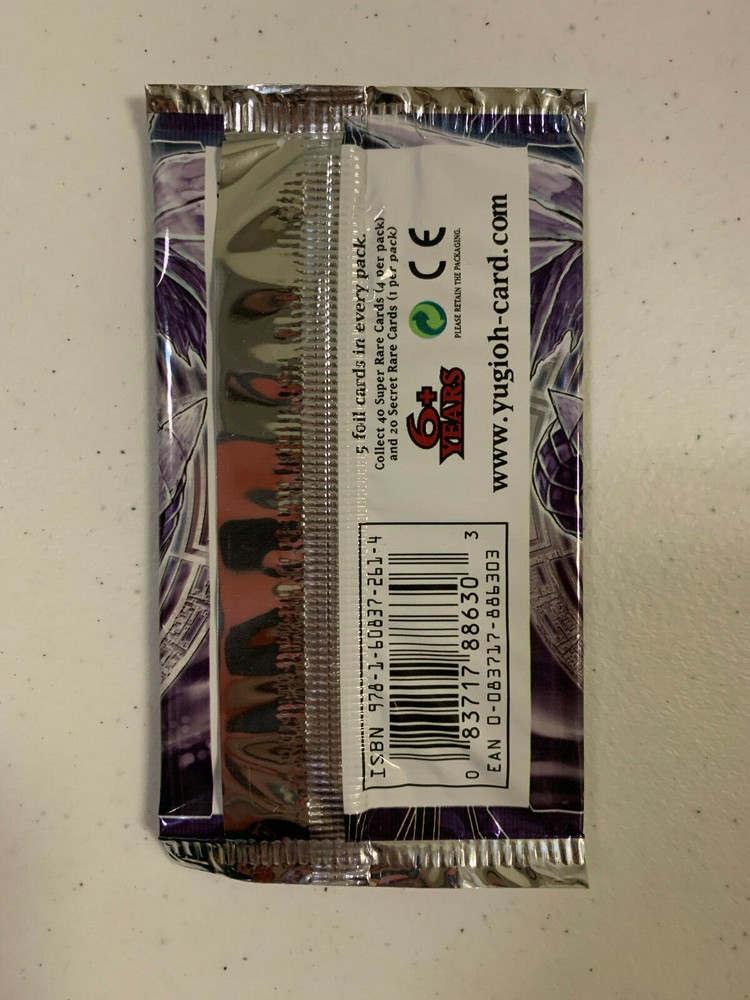 5 foil cards in every pack.
Collect 40 Super Rare Cards (4 per pack)
and 20 Secret Rare Cards (1 per pack)
6+
YEARS
CE
PLEASE RETAIN THE PACKAGING.
www.yugioh-card.com
ISBN 978-1-60837-261-4
0 83717 88630 3
EAN 0-083717-886303